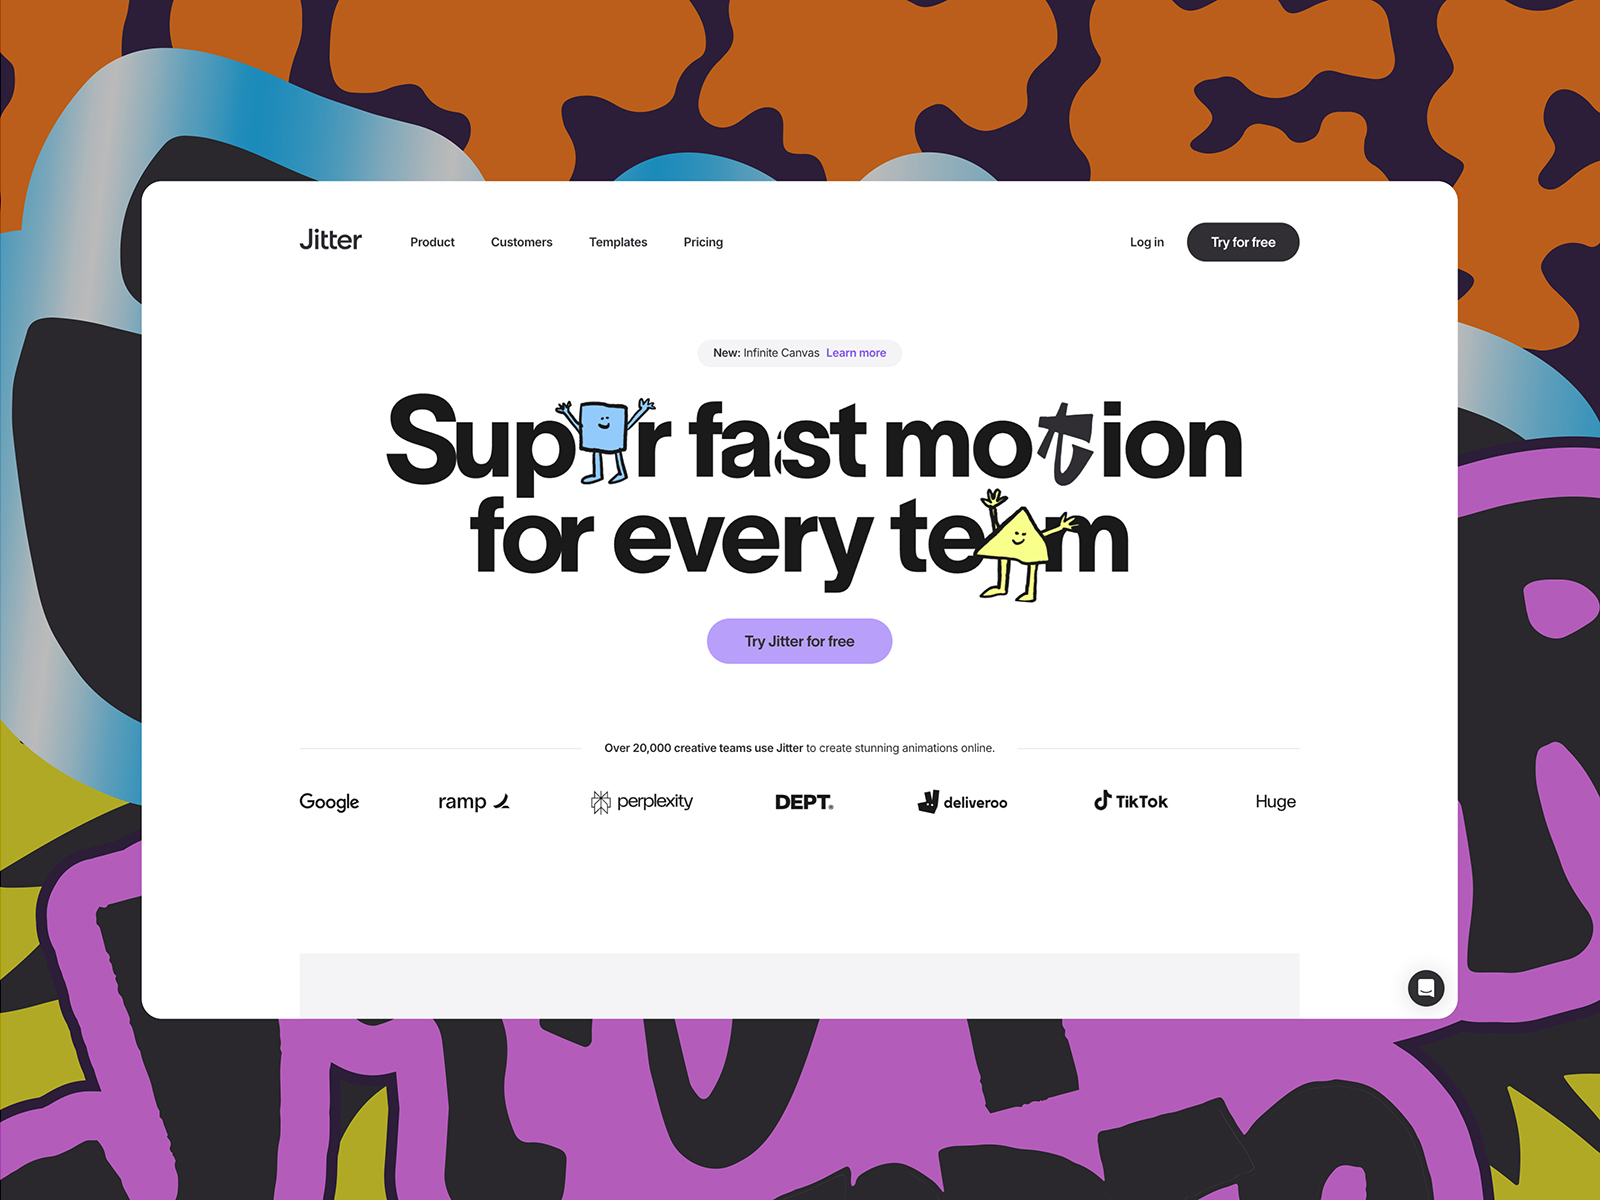 Jitter Product Customers Templates Pricing Log in Try for free
New: Infinite Canvas Learn more
Super fast motion
for every team
Try Jitter for free
Over 20,000 creative teams use Jitter to create stunning animations online.
Google ramp perplexity DEPT® deliveroo TikTok Huge